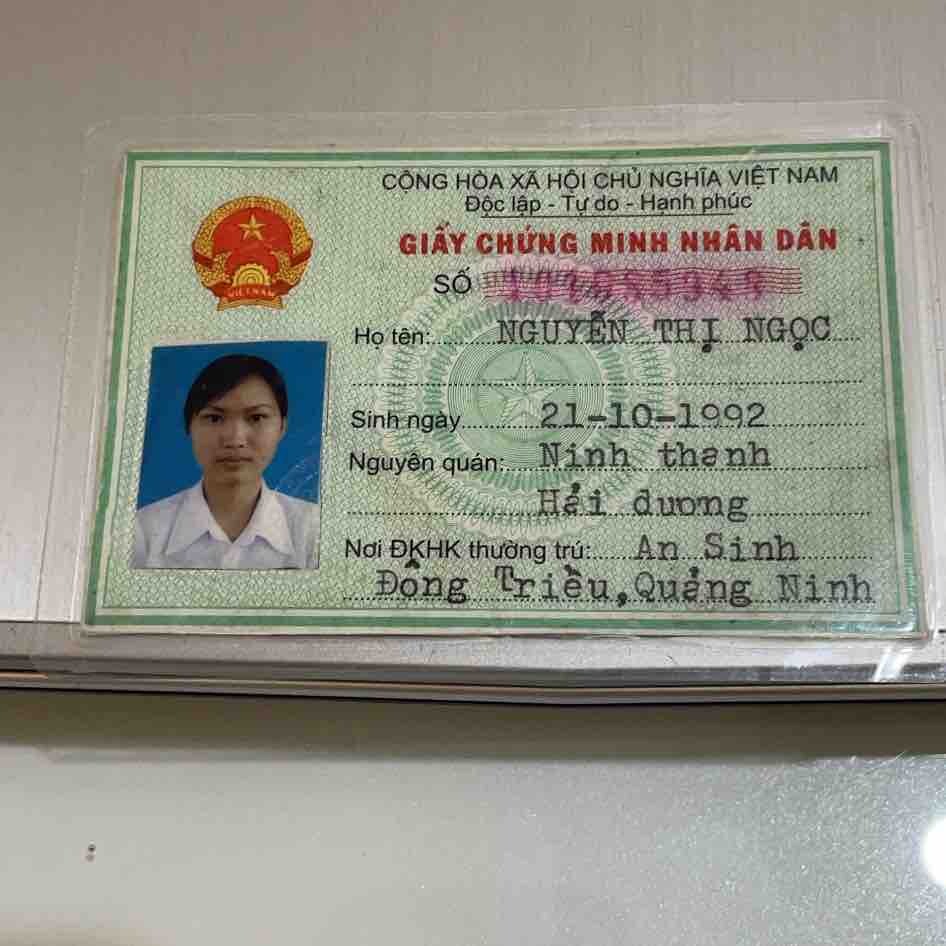 CỘNG HÒA XÃ HỘI CHỦ NGHĨA VIỆT NAM
Độc lập - Tự do - Hạnh phúc
GIẤY CHỨNG MINH NHÂN DÂN
SỐ
VIỆT NAM
Họ tên: NGUYỄN THỊ NGỌC
Sinh ngày 21-10-1992
Nguyên quán: Ninh thanh
Hải dương
Nơi ĐKHK thường trú: An Sinh
Đông Triều, Quảng Ninh